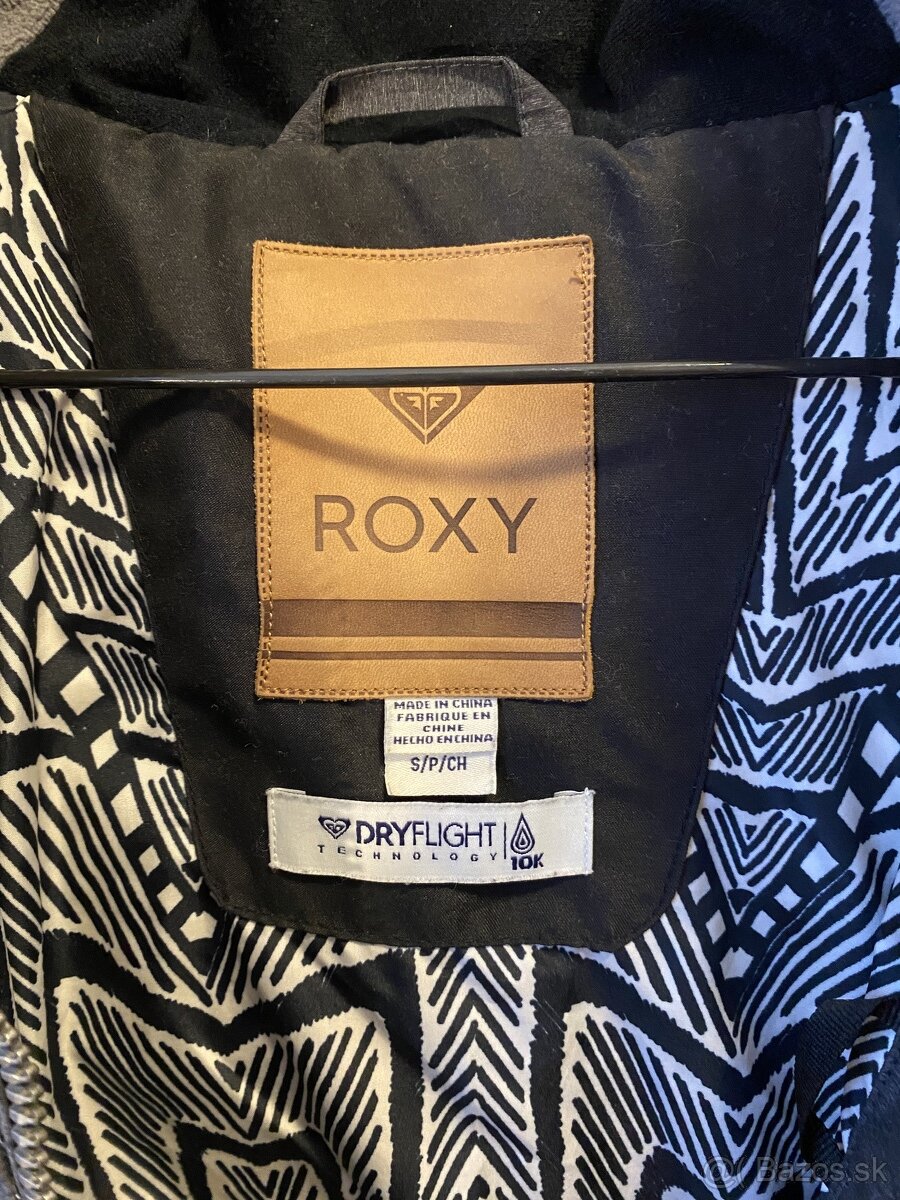 ROXY
MADE IN CHINA
FABRIQUE EN
CHINE
HECHO EN CHINA
S/P/CH
DRYFLIGHT
TECHNOLOGY
10K
Bazos.sk